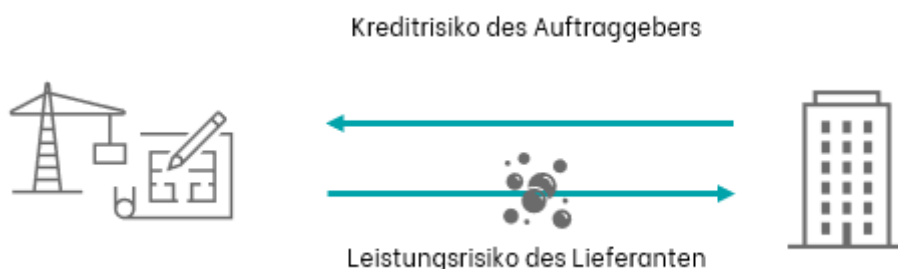 Kreditrisiko des Auftraggebers
Leistungsrisiko des Lieferanten